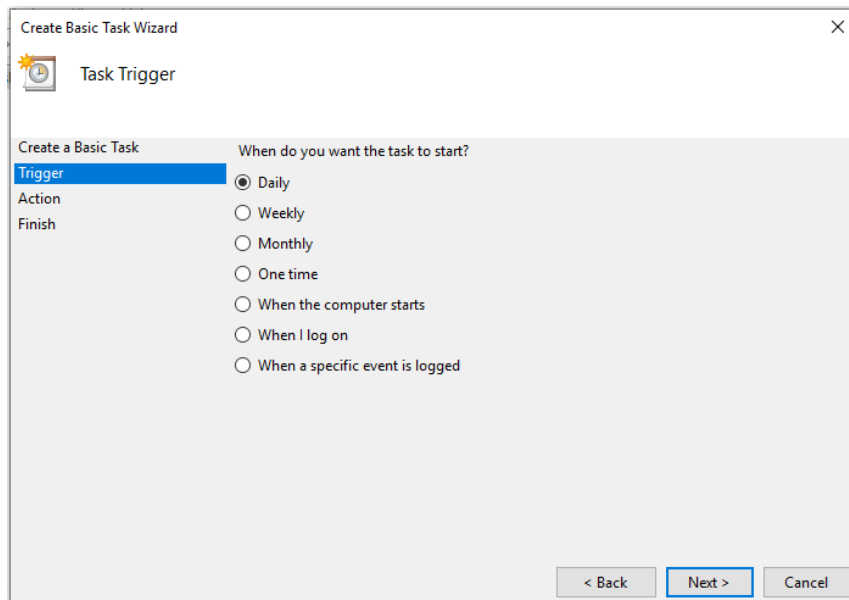 Create Basic Task Wizard
Task Trigger
Create a Basic Task
Trigger
Action
Finish
When do you want the task to start?
Daily
Weekly
Monthly
One time
When the computer starts
When I log on
When a specific event is logged
< Back
Next >
Cancel